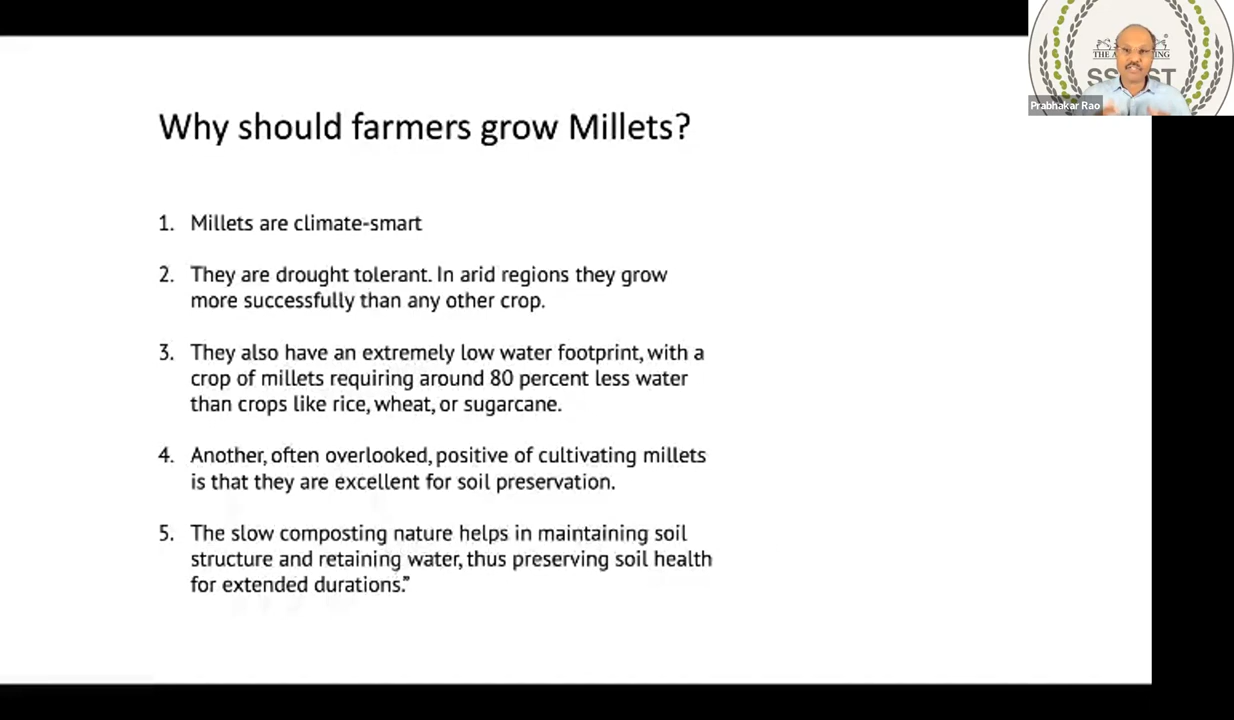 Why should farmers grow Millets?
1. Millets are climate-smart
2. They are drought tolerant. In arid regions they grow
more successfully than any other crop.
3. They also have an extremely low water footprint, with a
crop of millets requiring around 80 percent less water
than crops like rice, wheat, or sugarcane.
4. Another, often overlooked, positive of cultivating millets
is that they are excellent for soil preservation.
5. The slow composting nature helps in maintaining soil
structure and retaining water, thus preserving soil health
for extended durations.”
Prabhakar Rao